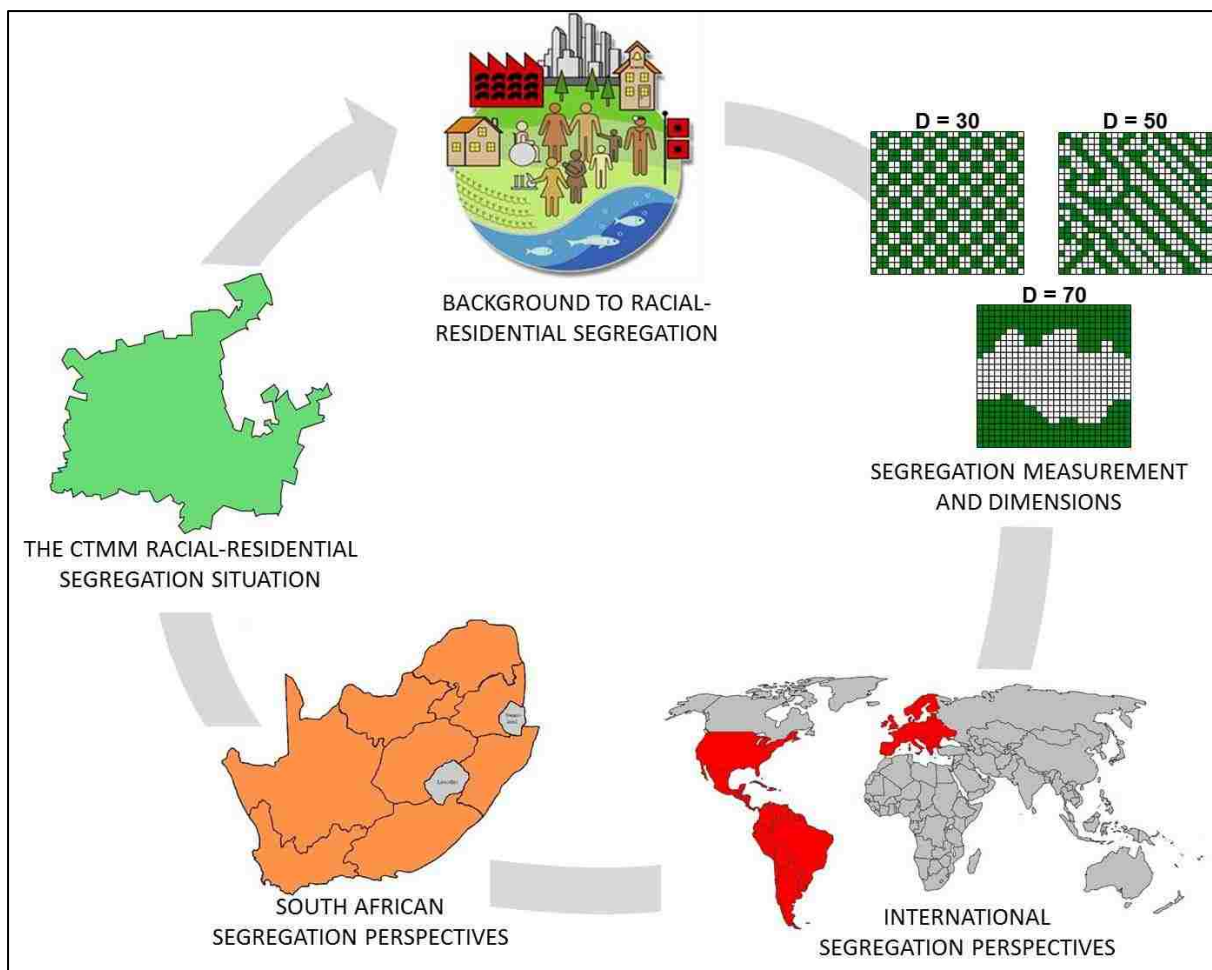 BACKGROUND TO RACIAL-
RESIDENTIAL SEGREGATION
D = 30
D = 50
D = 70
SEGREGATION MEASUREMENT
AND DIMENSIONS
INTERNATIONAL
SEGREGATION PERSPECTIVES
SOUTH AFRICAN
SEGREGATION PERSPECTIVES
Lesotho
THE CTMM RACIAL-RESIDENTIAL
SEGREGATION SITUATION